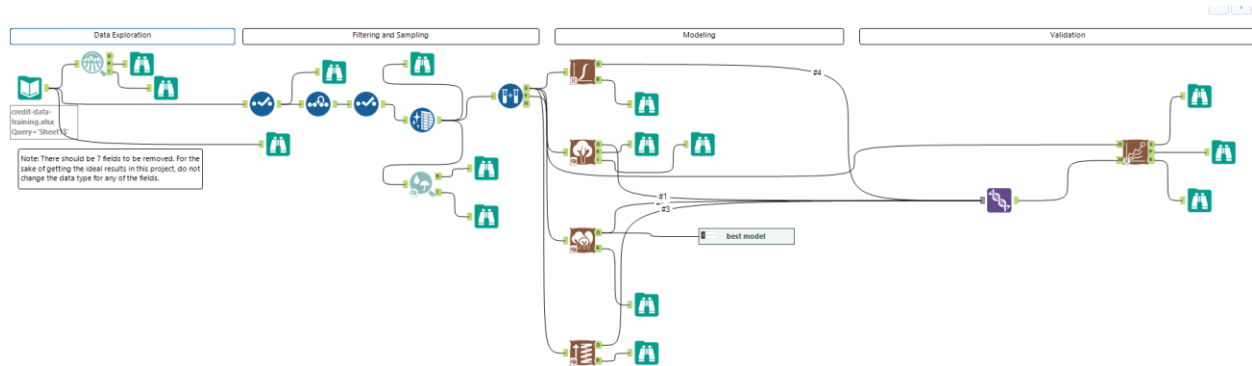 Data Exploration
Filtering and Sampling
Modeling
Validation
credit-data-
training.xlsx
Query=`Sheet1$`
Note: There should be 7 fields to be removed. For the
sake of getting the ideal results in this project, do not
change the data type for any of the fields.
#4
#1
#3
best model